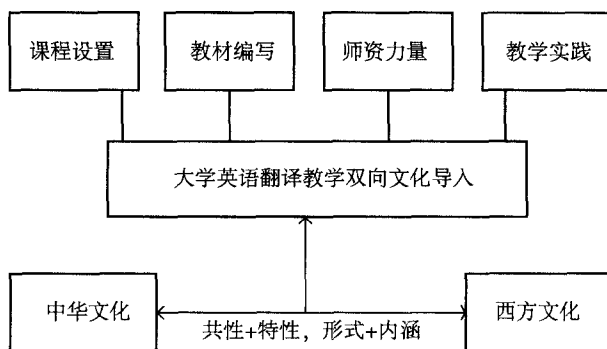 课程设置
教材编写
师资力量
教学实践
大学英语翻译教学双向文化导入
中华文化
共性+特性，形式+内涵
西方文化